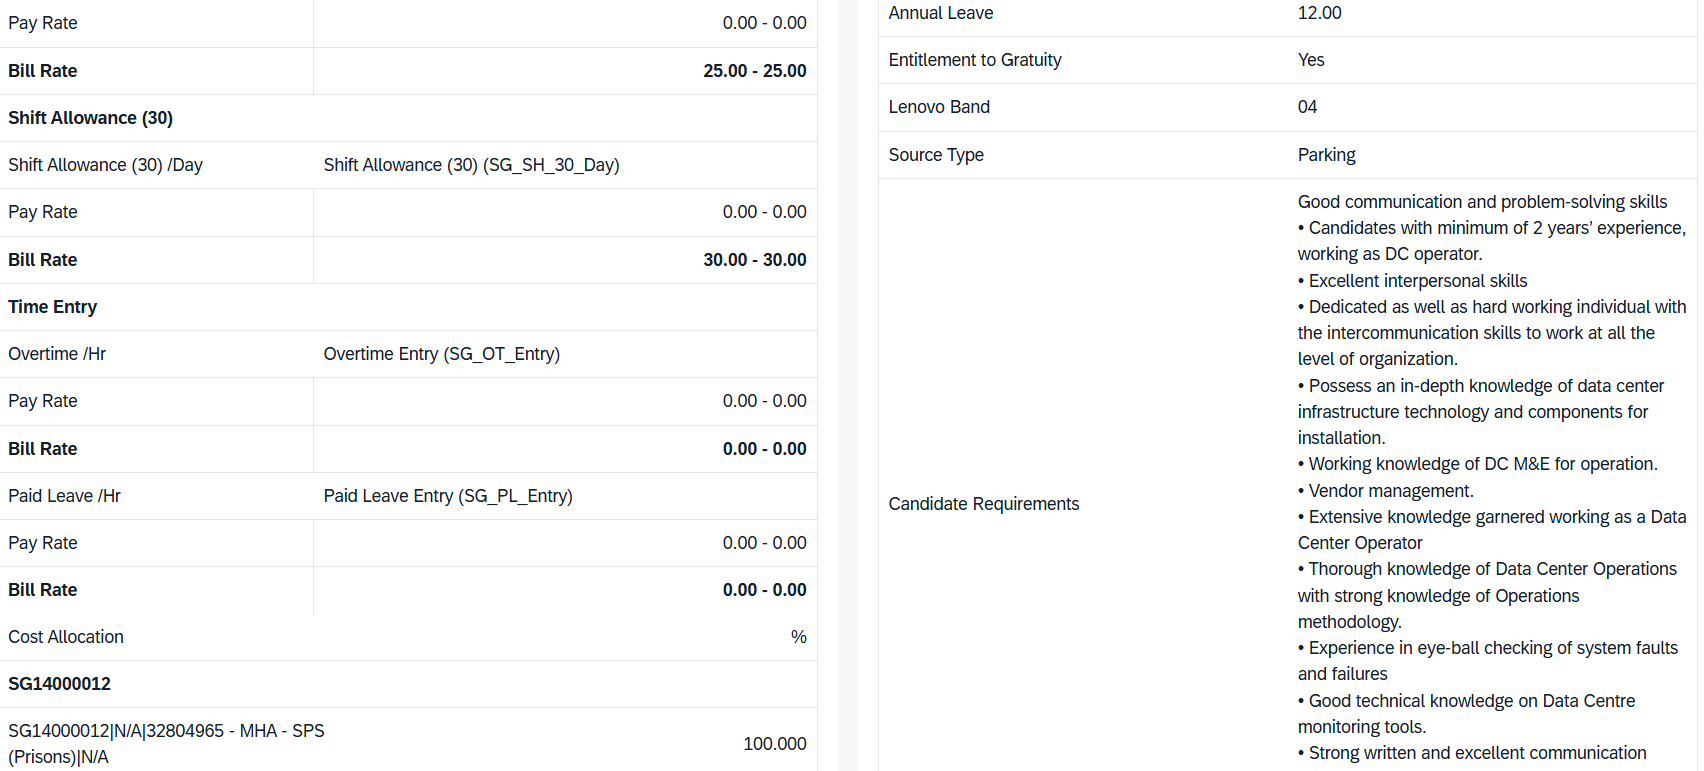 Pay Rate 0.00 - 0.00
Bill Rate 25.00 - 25.00
Shift Allowance (30)
Shift Allowance (30) /Day Shift Allowance (30) (SG_SH_30_Day)
Pay Rate 0.00 - 0.00
Bill Rate 30.00 - 30.00
Time Entry
Overtime /Hr Overtime Entry (SG_OT_Entry)
Pay Rate 0.00 - 0.00
Bill Rate 0.00 - 0.00
Paid Leave /Hr Paid Leave Entry (SG_PL_Entry)
Pay Rate 0.00 - 0.00
Bill Rate 0.00 - 0.00
Cost Allocation %
SG14000012
SG14000012|N/A|32804965 - MHA - SPS
(Prisons)|N/A 100.000
Annual Leave 12.00
Entitlement to Gratuity Yes
Lenovo Band 04
Source Type Parking
Candidate Requirements
Good communication and problem-solving skills
• Candidates with minimum of 2 years’ experience,
working as DC operator.
• Excellent interpersonal skills
• Dedicated as well as hard working individual with
the intercommunication skills to work at all the
level of organization.
• Possess an in-depth knowledge of data center
infrastructure technology and components for
installation.
• Working knowledge of DC M&E for operation.
• Vendor management.
• Extensive knowledge garnered working as a Data
Center Operator
• Thorough knowledge of Data Center Operations
with strong knowledge of Operations
methodology.
• Experience in eye-ball checking of system faults
and failures
• Good technical knowledge on Data Centre
monitoring tools.
• Strong written and excellent communication